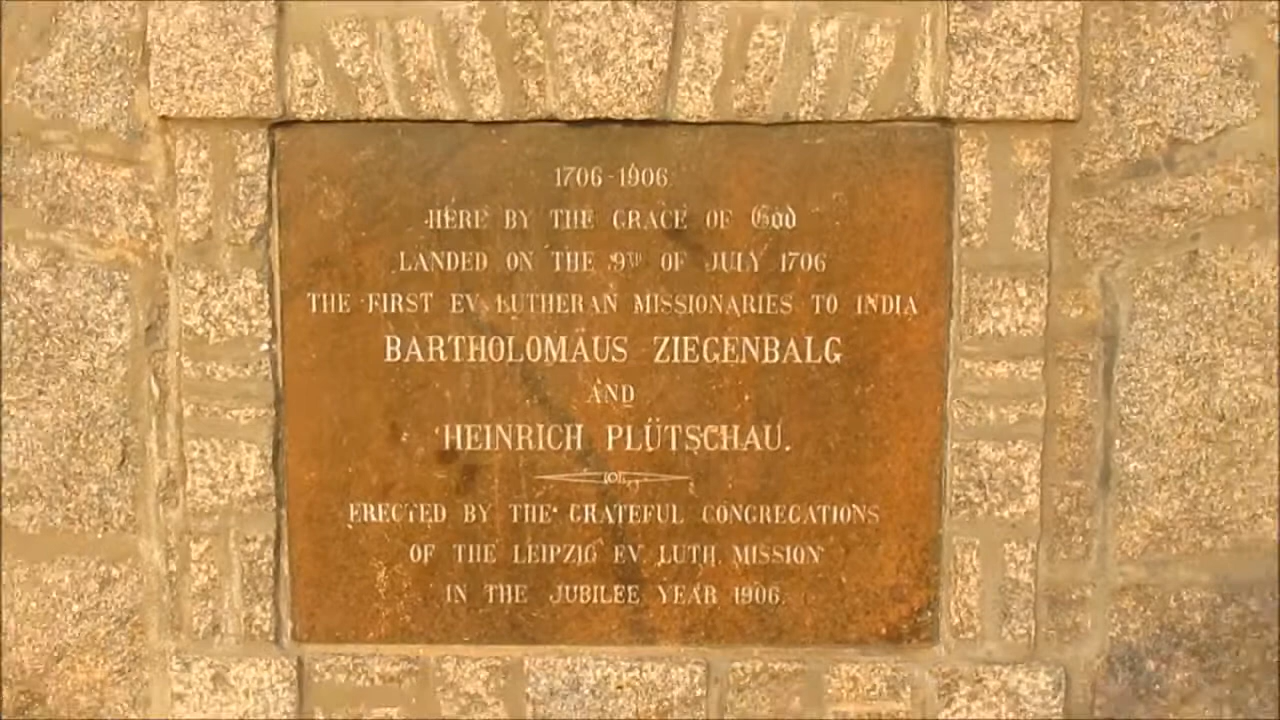 1706-1906
HERE BY THE GRACE OF God
LANDED ON THE 9TH OF JULY 1706
THE FIRST EV. LUTHERAN MISSIONARIES TO INDIA
BARTHOLOMÄUS ZIEGENBALG
AND
HEINRICH PLÜTSCHAU.
ERECTED BY THE GRATEFUL CONGREGATIONS
OF THE LEIPZIG EV. LUTH. MISSION
IN THE JUBILEE YEAR 1906.